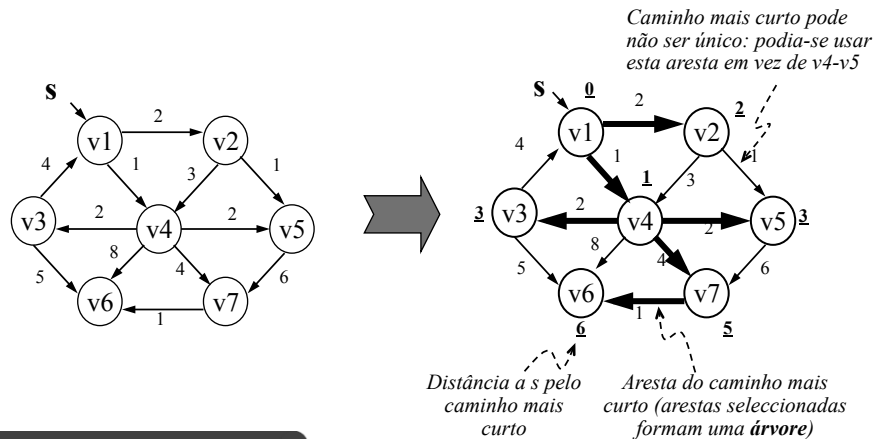 Caminho mais curto pode
não ser único: podia-se usar
esta aresta em vez de v4-v5
s
v1
2
v2
4
1
3
1
v3
2
v4
2
v5
5
8
4
6
v6
1
v7
s
0
2
2
v1
v2
4
1
3
1
1
3
v3
2
v4
2
v5
3
5
8
4
6
v6
1
v7
6
5
Distância a s pelo
caminho mais
curto
Aresta do caminho mais
curto (arestas seleccionadas
formam uma árvore)